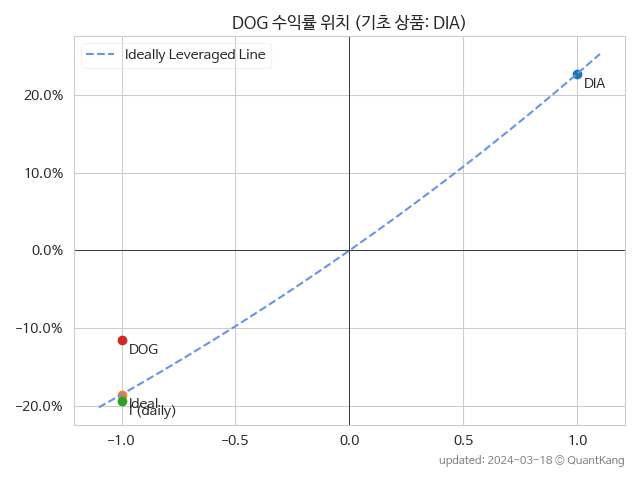 DOG 수익률 위치 (기초 상품: DIA)
Ideally Leveraged Line
20.0%
DIA
10.0%
0.0%
-10.0%
DOG
-20.0%
Ideal
I (daily)
-1.0 -0.5 0.0 0.5 1.0
updated: 2024-03-18 © QuantKang